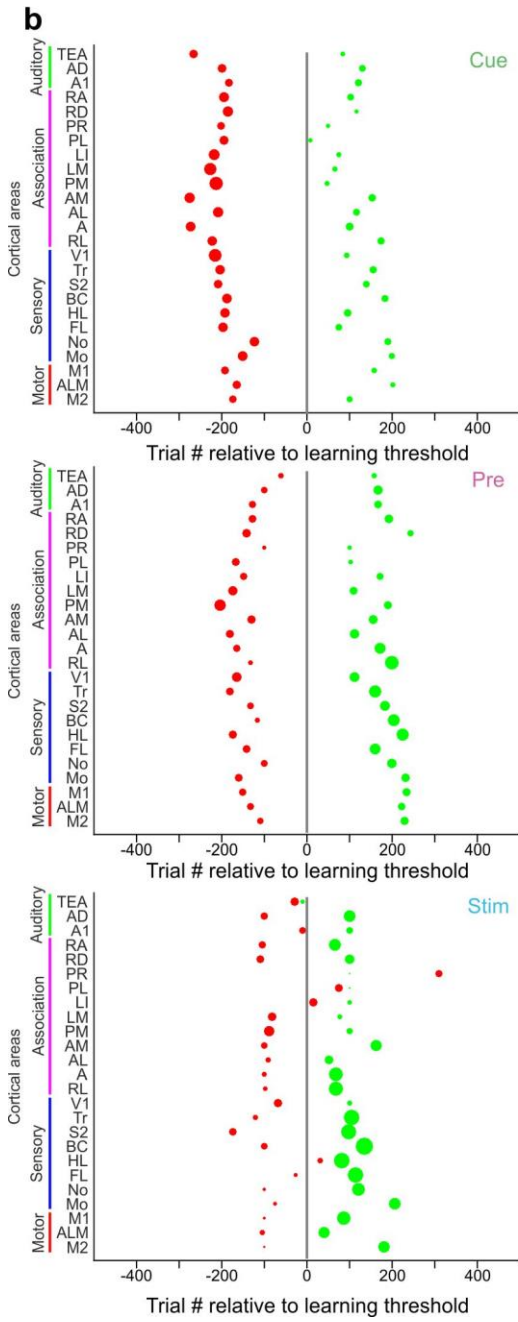 b
Cue
Cortical areas
Auditory
Association
Sensory
Motor
TEA
AD
A1
RA
RD
PR
PL
LI
LM
PM
AM
AL
A
RL
V1
Tr
S2
BC
HL
FL
No
Mo
M1
ALM
M2
-400 -200 0 200 400
Trial # relative to learning threshold
Pre
Cortical areas
Auditory
Association
Sensory
Motor
TEA
AD
A1
RA
RD
PR
PL
LI
LM
PM
AM
AL
A
RL
V1
Tr
S2
BC
HL
FL
No
Mo
M1
ALM
M2
-400 -200 0 200 400
Trial # relative to learning threshold
Stim
Cortical areas
Auditory
Association
Sensory
Motor
TEA
AD
A1
RA
RD
PR
PL
LI
LM
PM
AM
AL
A
RL
V1
Tr
S2
BC
HL
FL
No
Mo
M1
ALM
M2
-400 -200 0 200 400
Trial # relative to learning threshold